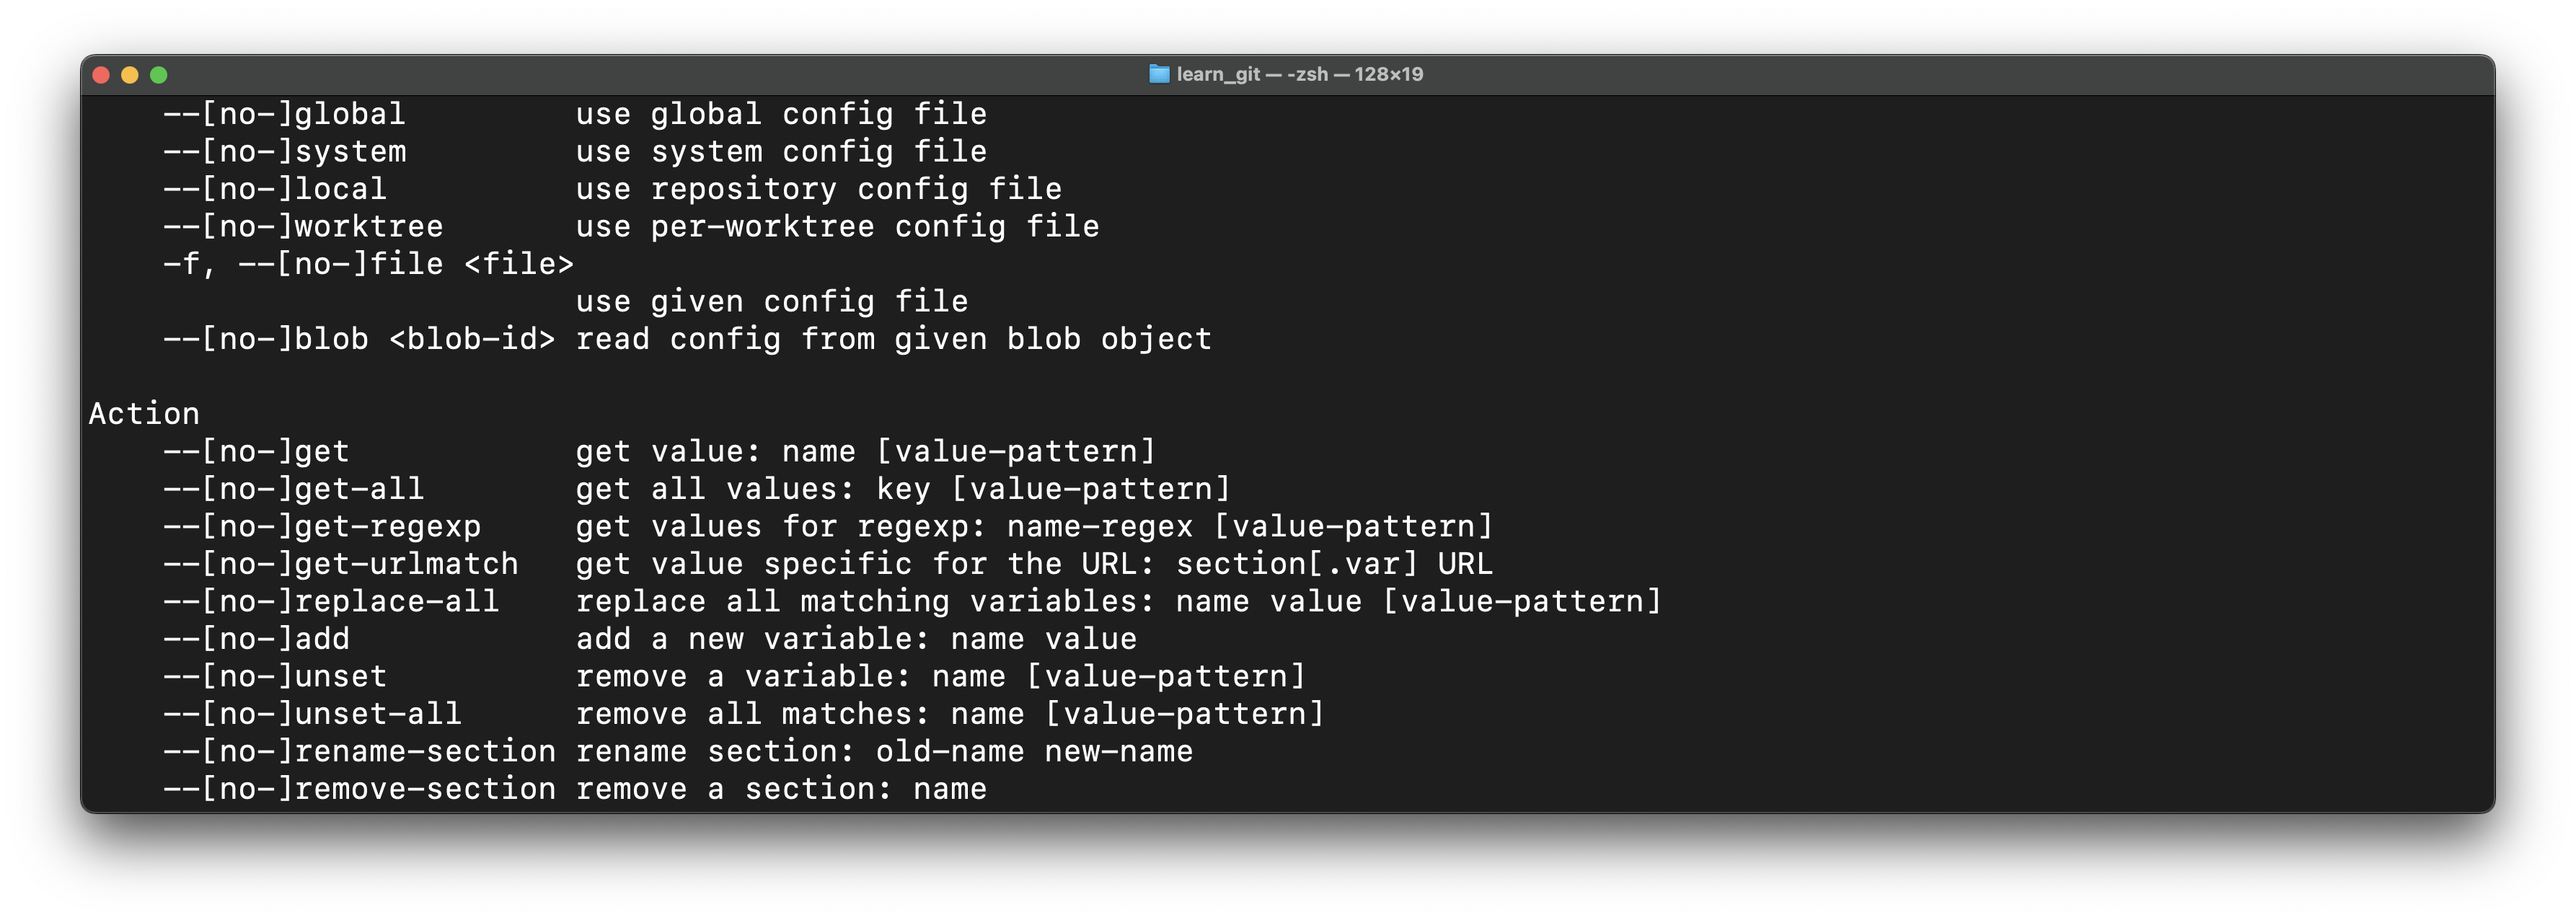 learn_git — -zsh — 128×19
--[no-]global         use global config file
--[no-]system         use system config file
--[no-]local          use repository config file
--[no-]worktree       use per-worktree config file
-f, --[no-]file <file>
                      use given config file
--[no-]blob <blob-id> read config from given blob object
Action
--[no-]get            get value: name [value-pattern]
--[no-]get-all        get all values: key [value-pattern]
--[no-]get-regexp     get values for regexp: name-regex [value-pattern]
--[no-]get-urlmatch   get value specific for the URL: section[.var] URL
--[no-]replace-all    replace all matching variables: name value [value-pattern]
--[no-]add            add a new variable: name value
--[no-]unset          remove a variable: name [value-pattern]
--[no-]unset-all      remove all matches: name [value-pattern]
--[no-]rename-section rename section: old-name new-name
--[no-]remove-section remove a section: name